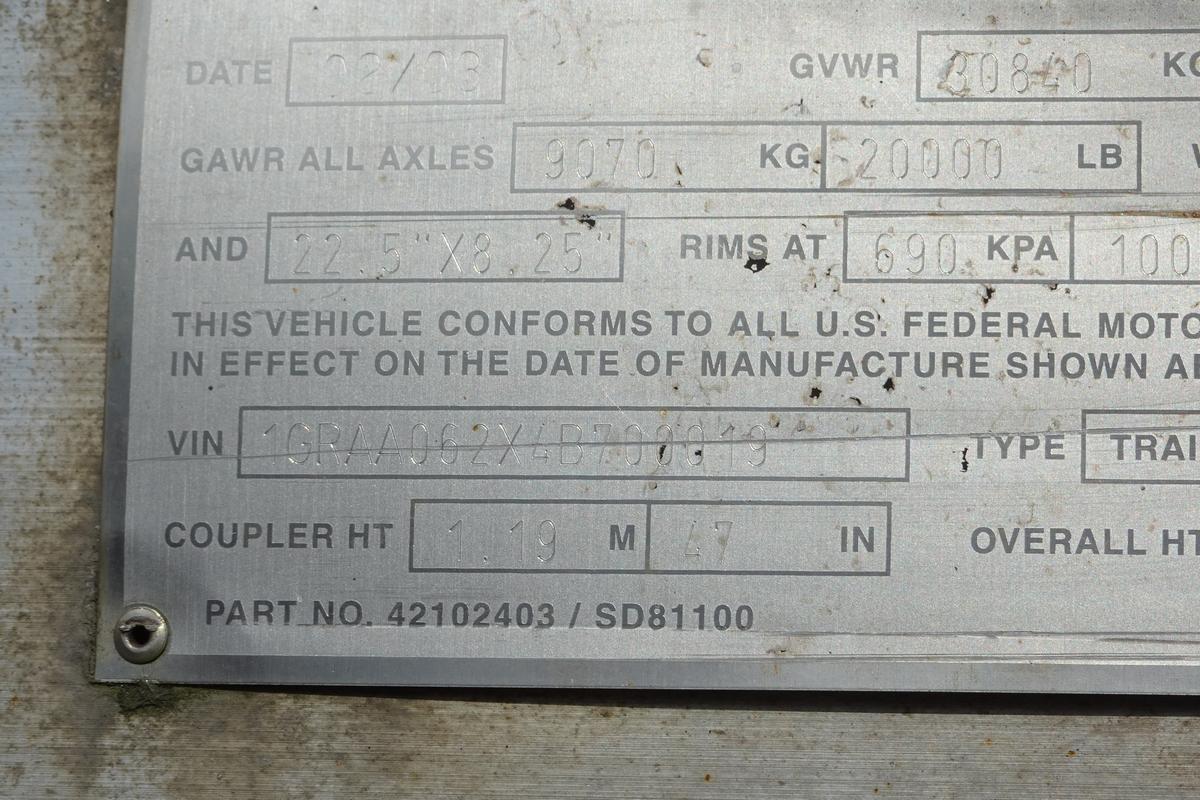 DATE 02/03 GVWR 30840 KG
GAWR ALL AXLES 9070 KG 20000 LB
AND 22.5"X8.25" RIMS AT 690 KPA 100
THIS VEHICLE CONFORMS TO ALL U.S. FEDERAL MOTO
IN EFFECT ON THE DATE OF MANUFACTURE SHOWN A
VIN 1GRAA062X4B700019 TYPE TRAI
COUPLER HT 1.19 M 47 IN OVERALL HT
PART NO. 42102403 / SD81100